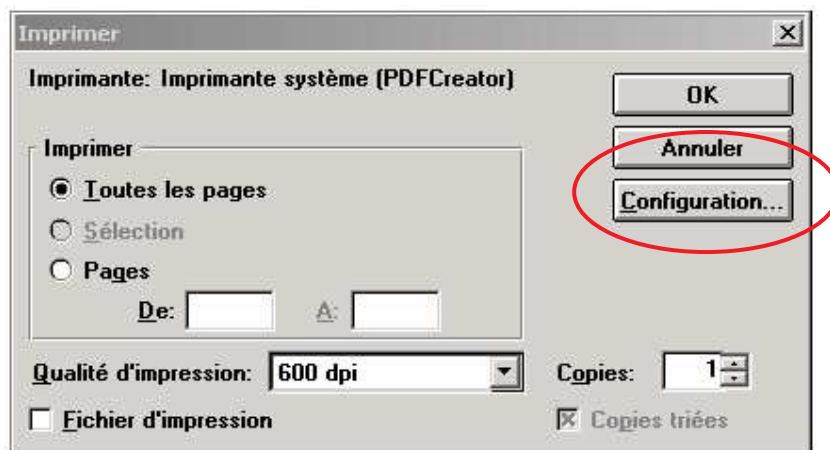 Imprimer
Imprimante: Imprimante système (PDFCreator)
OK
Annuler
Configuration...
Imprimer
Toutes les pages
Sélection
Pages
De:
A:
Qualité d'impression: 600 dpi
Copies: 1
Fichier d'impression
Copies triées